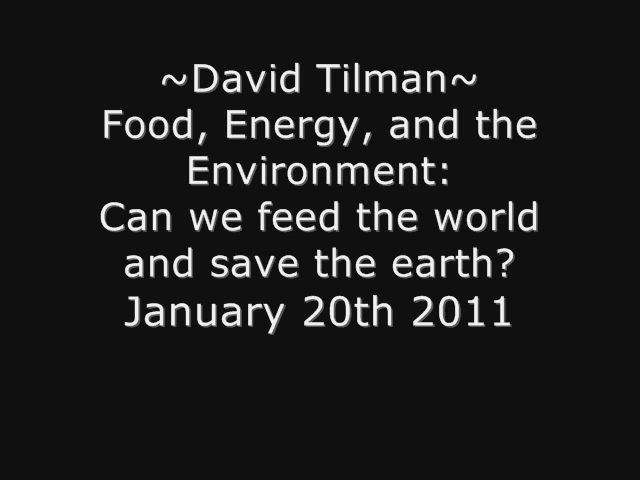 ~David Tilman~
Food, Energy, and the
Environment:
Can we feed the world
and save the earth?
January 20th 2011